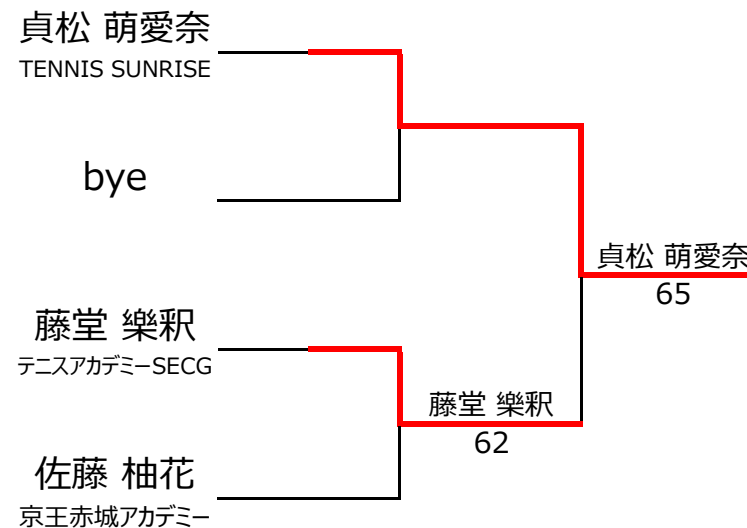 貞松 萌愛奈
TENNIS SUNRISE
bye
貞松 萌愛奈
65
藤堂 樂釈
テニスアカデミーSECG
藤堂 樂釈
62
佐藤 柚花
京王赤城アカデミー